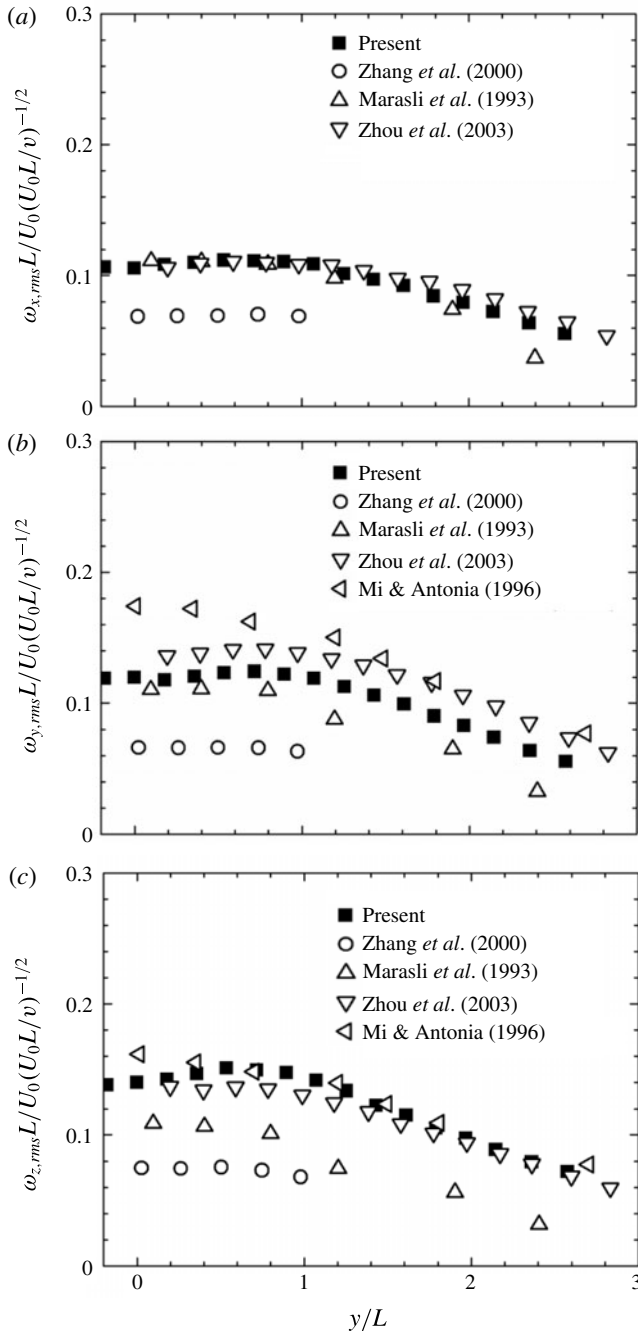 (a)
0.3
0.2
0.1
0
ω_{x,rms}L/U_0(U_0L/v)^{−1/2}
Present
Zhang et al. (2000)
Marasli et al. (1993)
Zhou et al. (2003)
(b)
0.3
0.2
0.1
0
ω_{y,rms}L/U_0(U_0L/v)^{−1/2}
Present
Zhang et al. (2000)
Marasli et al. (1993)
Zhou et al. (2003)
Mi & Antonia (1996)
(c)
0.3
0.2
0.1
0
ω_{z,rms}L/U_0(U_0L/v)^{−1/2}
Present
Zhang et al. (2000)
Marasli et al. (1993)
Zhou et al. (2003)
Mi & Antonia (1996)
0 1 2 3
y/L